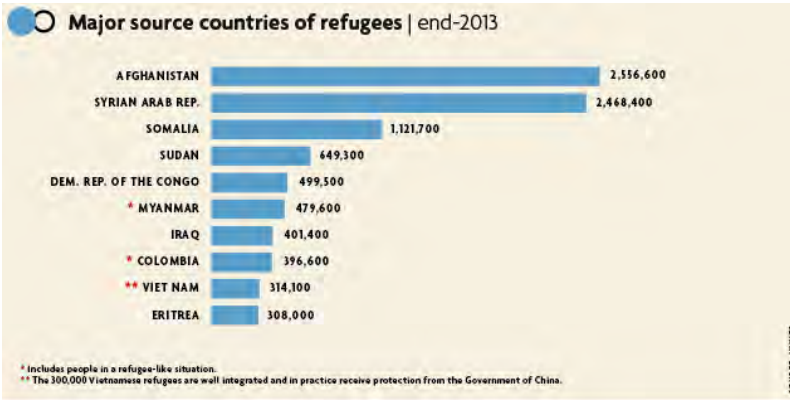 Major source countries of refugees | end-2013
AFGHANISTAN 2,556,600
SYRIAN ARAB REP. 2,468,400
SOMALIA 1,121,700
SUDAN 649,300
DEM. REP. OF THE CONGO 499,500
* MYANMAR 479,600
IRAQ 401,400
* COLOMBIA 396,600
** VIET NAM 314,100
ERITREA 308,000
* Includes people in a refugee-like situation.
** The 300,000 Vietnamese refugees are well integrated and in practice receive protection from the Government of China.